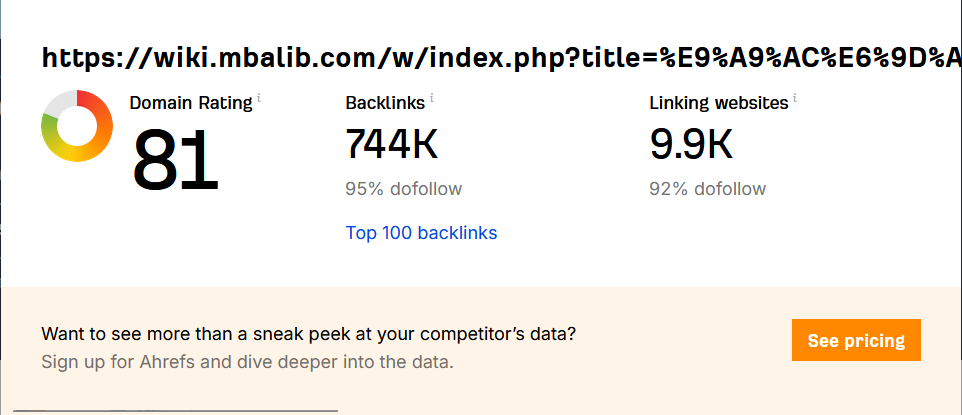 https://wiki.mbalib.com/w/index.php?title=%E9%A9%AC%E6%9D%A
Domain Rating i
Backlinks i
Linking websites i
81
744K
9.9K
95% dofollow
92% dofollow
Top 100 backlinks
Want to see more than a sneak peek at your competitor’s data?
Sign up for Ahrefs and dive deeper into the data.
See pricing